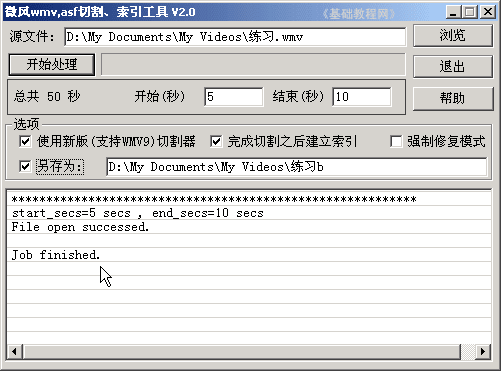 微风wmv,asf切割、索引工具 V2.0
《基础教程网》
源文件: D:\My Documents\My Videos\练习.wmv 浏览
开始处理 退出
总共 50 秒 开始(秒) 5 结束(秒) 10 帮助
选项
使用新版(支持WMV9)切割器 完成切割之后建立索引 强制修复模式
另存为: D:\My Documents\My Videos\练习b
**********************************************************
start_secs=5 secs , end_secs=10 secs
File open successed.
Job finished.